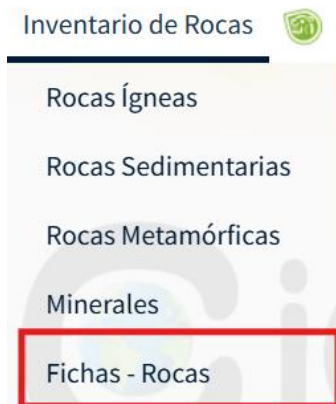 Inventario de Rocas
Rocas Ígneas
Rocas Sedimentarias
Rocas Metamórficas
Minerales
Fichas - Rocas